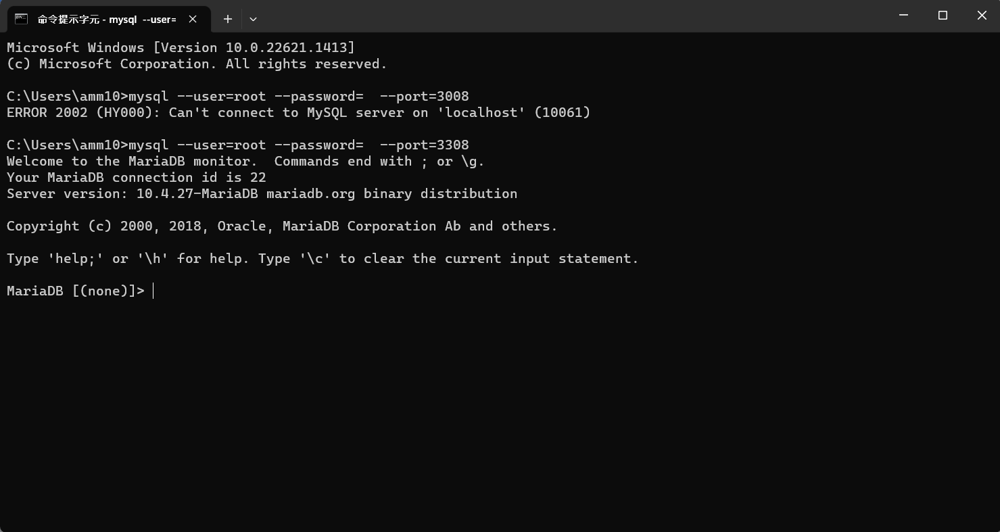 命令提示字元 - mysql  --user=
Microsoft Windows [Version 10.0.22621.1413]
(c) Microsoft Corporation. All rights reserved.
C:\Users\amm10>mysql --user=root --password=  --port=3008
ERROR 2002 (HY000): Can't connect to MySQL server on 'localhost' (10061)
C:\Users\amm10>mysql --user=root --password=  --port=3308
Welcome to the MariaDB monitor.  Commands end with ; or \g.
Your MariaDB connection id is 22
Server version: 10.4.27-MariaDB mariadb.org binary distribution
Copyright (c) 2000, 2018, Oracle, MariaDB Corporation Ab and others.
Type 'help;' or '\h' for help. Type '\c' to clear the current input statement.
MariaDB [(none)]>